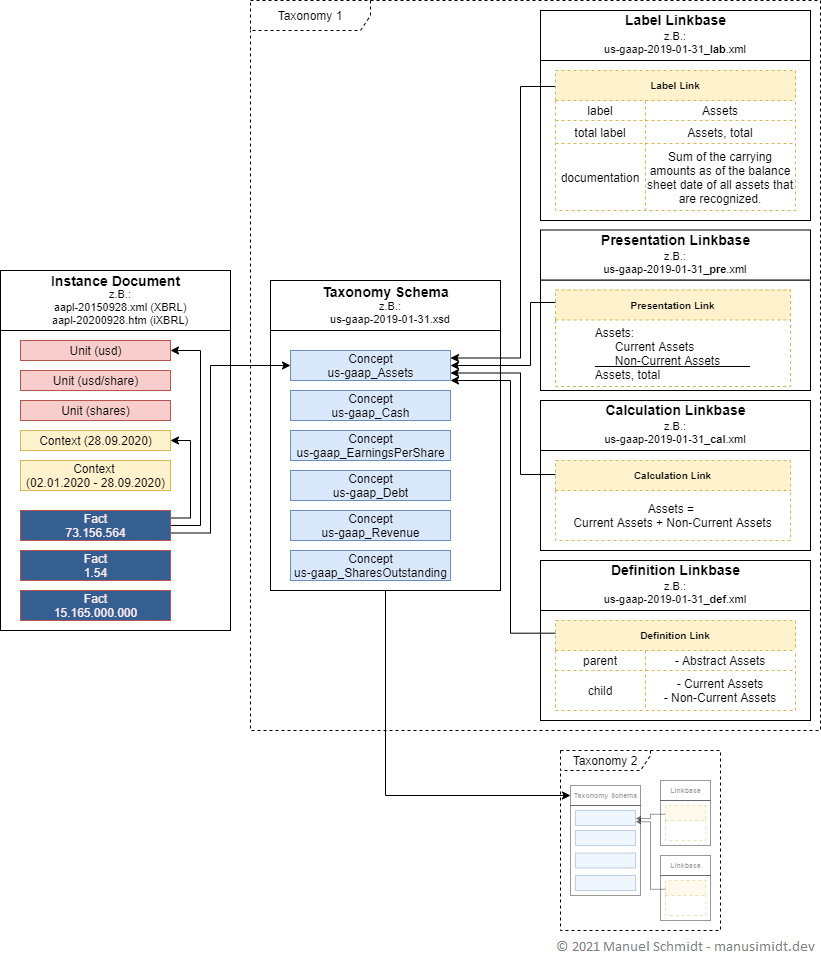 Taxonomy 1
Label Linkbase
z.B.:
us-gaap-2019-01-31_lab.xml
Label Link
label Assets
total label Assets, total
documentation
Sum of the carrying
amounts as of the balance
sheet date of all assets that
are recognized.
Presentation Linkbase
z.B.:
us-gaap-2019-01-31_pre.xml
Presentation Link
Assets:
Current Assets
Non-Current Assets
Assets, total
Calculation Linkbase
z.B.:
us-gaap-2019-01-31_cal.xml
Calculation Link
Assets =
Current Assets + Non-Current Assets
Definition Linkbase
z.B.:
us-gaap-2019-01-31_def.xml
Definition Link
parent - Abstract Assets
child
- Current Assets
- Non-Current Assets
Instance Document
z.B.:
aapl-20150928.xml (XBRL)
aapl-20200928.htm (iXBRL)
Unit (usd)
Unit (usd/share)
Unit (shares)
Context (28.09.2020)
Context
(02.01.2020 - 28.09.2020)
Fact
73.156.564
Fact
1.54
Fact
15.165.000.000
Taxonomy Schema
z.B.:
us-gaap-2019-01-31.xsd
Concept
us-gaap_Assets
Concept
us-gaap_Cash
Concept
us-gaap_EarningsPerShare
Concept
us-gaap_Debt
Concept
us-gaap_Revenue
Concept
us-gaap_SharesOutstanding
Taxonomy 2
Taxonomy Schema
Linkbase
Linkbase
© 2021 Manuel Schmidt - manusimidt.dev